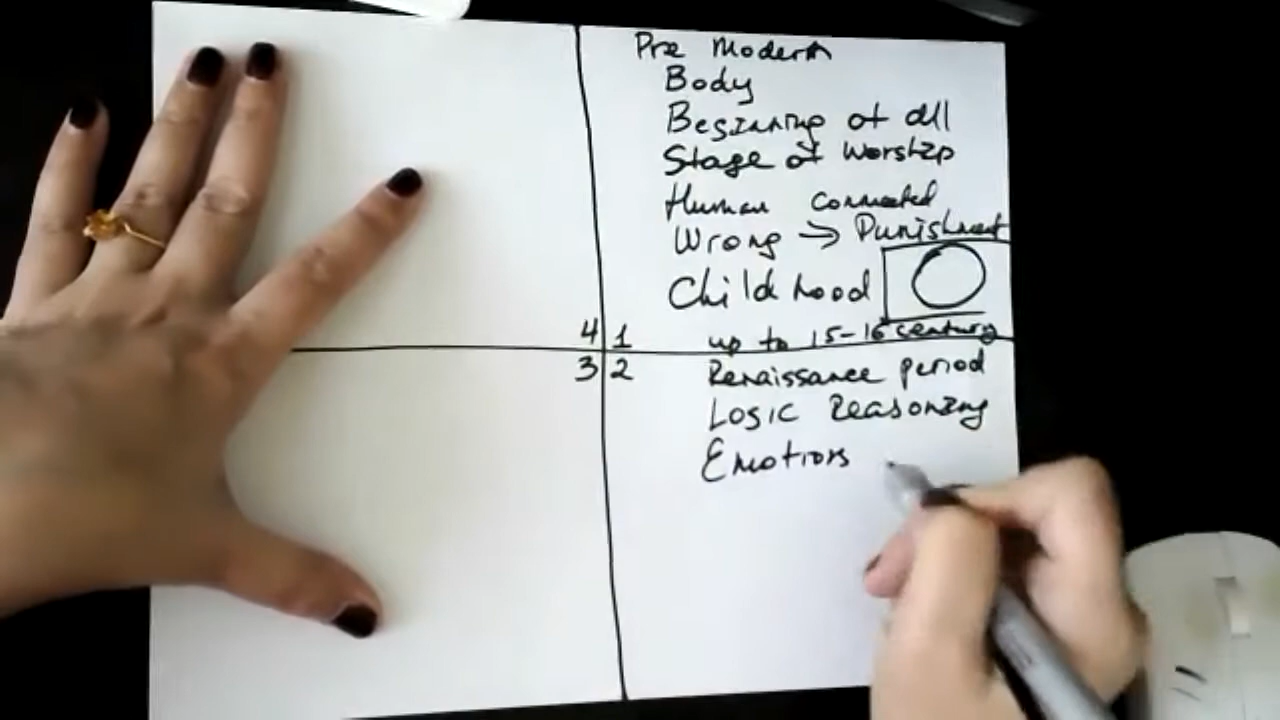 Pre Modern
Body
Beginning of all
Stage of Worship
Human connected
Wrong → Punishment
Childhood
up to 15-16 century
4 1
3 2
Renaissance period
Logic Reasoning
Emotions